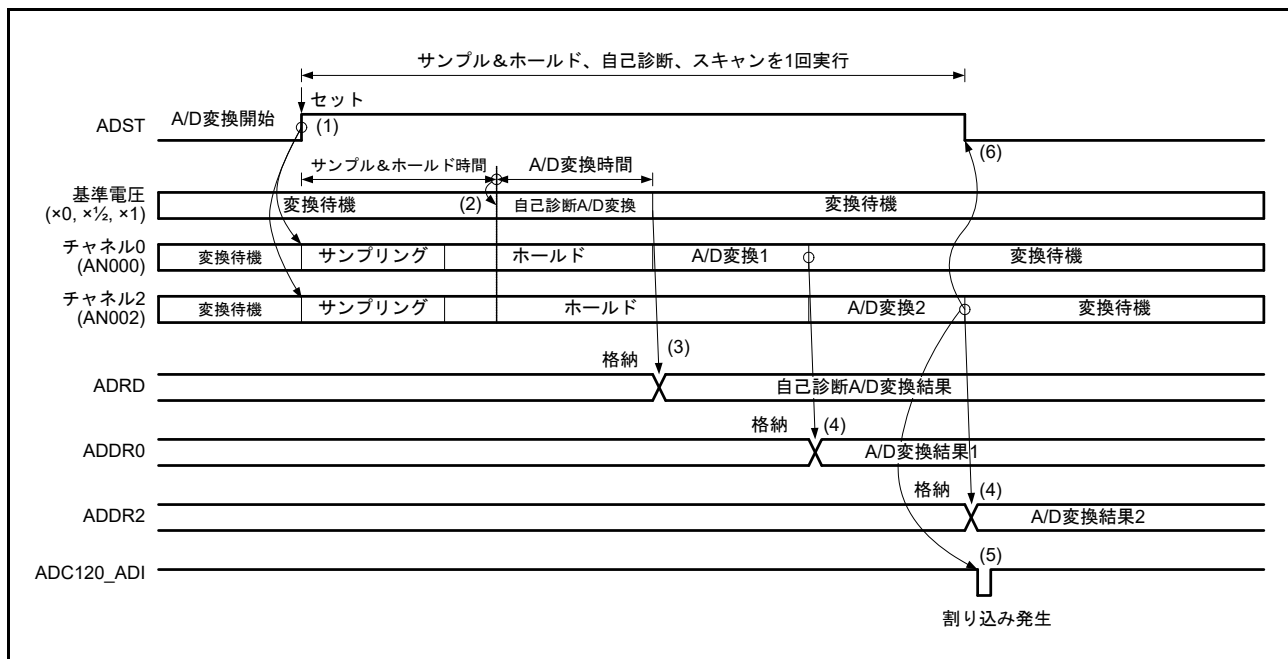 サンプル＆ホールド、自己診断、スキャンを1回実行
セット
ADST
A/D変換開始
(1)
(6)
サンプル＆ホールド時間
A/D変換時間
基準電圧
(×0, ×½, ×1)
変換待機
(2)
自己診断A/D変換
変換待機
チャネル0
(AN000)
変換待機
サンプリング
ホールド
A/D変換1
変換待機
チャネル2
(AN002)
変換待機
サンプリング
ホールド
A/D変換2
変換待機
格納
(3)
ADRD
自己診断A/D変換結果
格納
(4)
ADDR0
A/D変換結果1
格納
(4)
ADDR2
A/D変換結果2
ADC120_ADI
(5)
割り込み発生